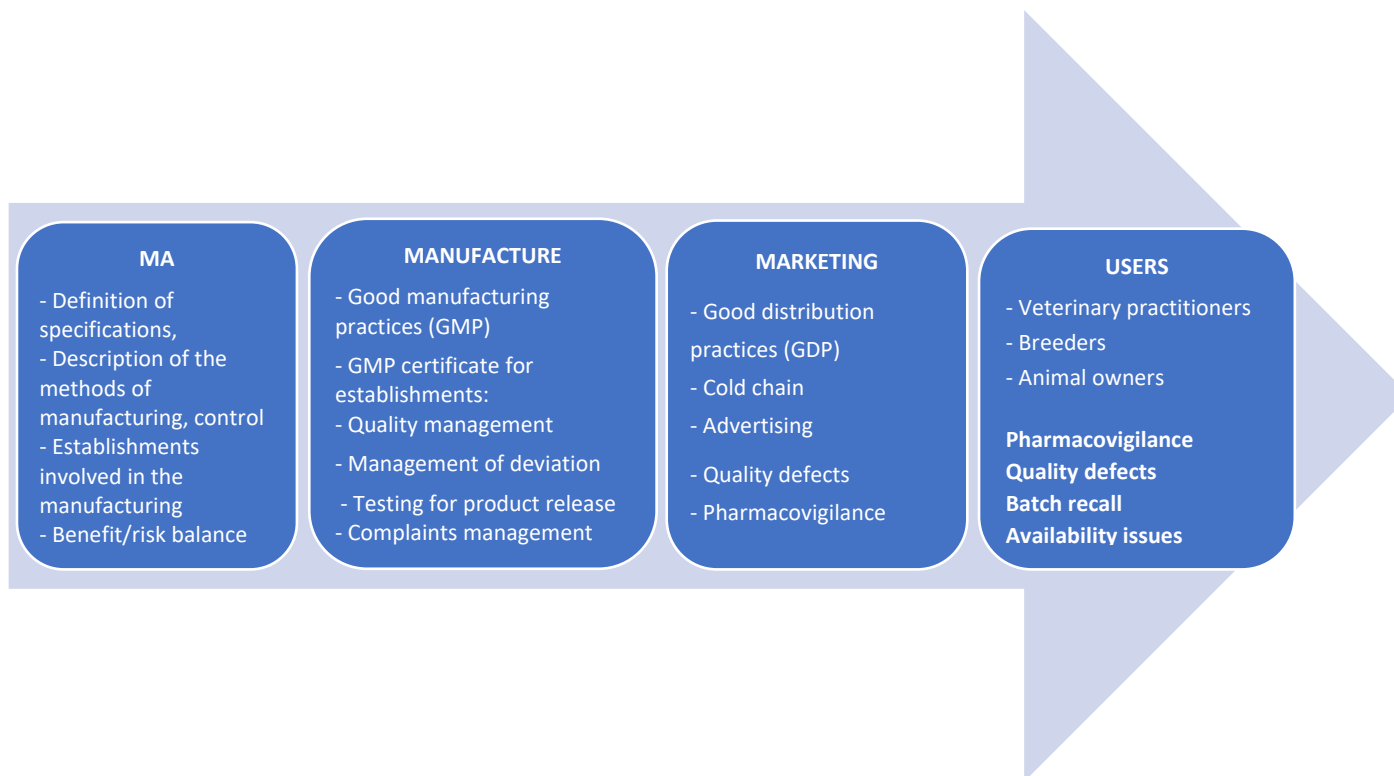 MA
- Definition of
specifications,
- Description of the
methods of
manufacturing, control
- Establishments
involved in the
manufacturing
- Benefit/risk balance
MANUFACTURE
- Good manufacturing
practices (GMP)
- GMP certificate for
establishments:
- Quality management
- Management of deviation
- Testing for product release
- Complaints management
MARKETING
- Good distribution
practices (GDP)
- Cold chain
- Advertising
- Quality defects
- Pharmacovigilance
USERS
- Veterinary practitioners
- Breeders
- Animal owners
Pharmacovigilance
Quality defects
Batch recall
Availability issues